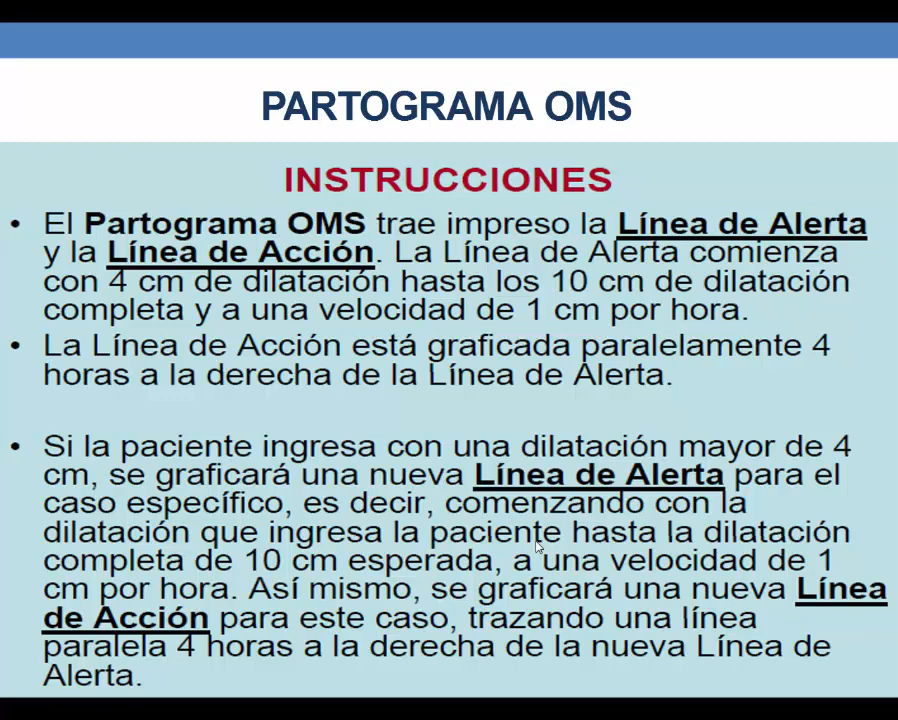 PARTOGRAMA OMS
INSTRUCCIONES
• El Partograma OMS trae impreso la Línea de Alerta
y la Línea de Acción. La Línea de Alerta comienza
con 4 cm de dilatación hasta los 10 cm de dilatación
completa y a una velocidad de 1 cm por hora.
• La Línea de Acción está graficada paralelamente 4
horas a la derecha de la Línea de Alerta.
• Si la paciente ingresa con una dilatación mayor de 4
cm, se graficará una nueva Línea de Alerta para el
caso específico, es decir, comenzando con la
dilatación que ingresa la paciente hasta la dilatación
completa de 10 cm esperada, a una velocidad de 1
cm por hora. Así mismo, se graficará una nueva Línea
de Acción para este caso, trazando una línea
paralela 4 horas a la derecha de la nueva Línea de
Alerta.